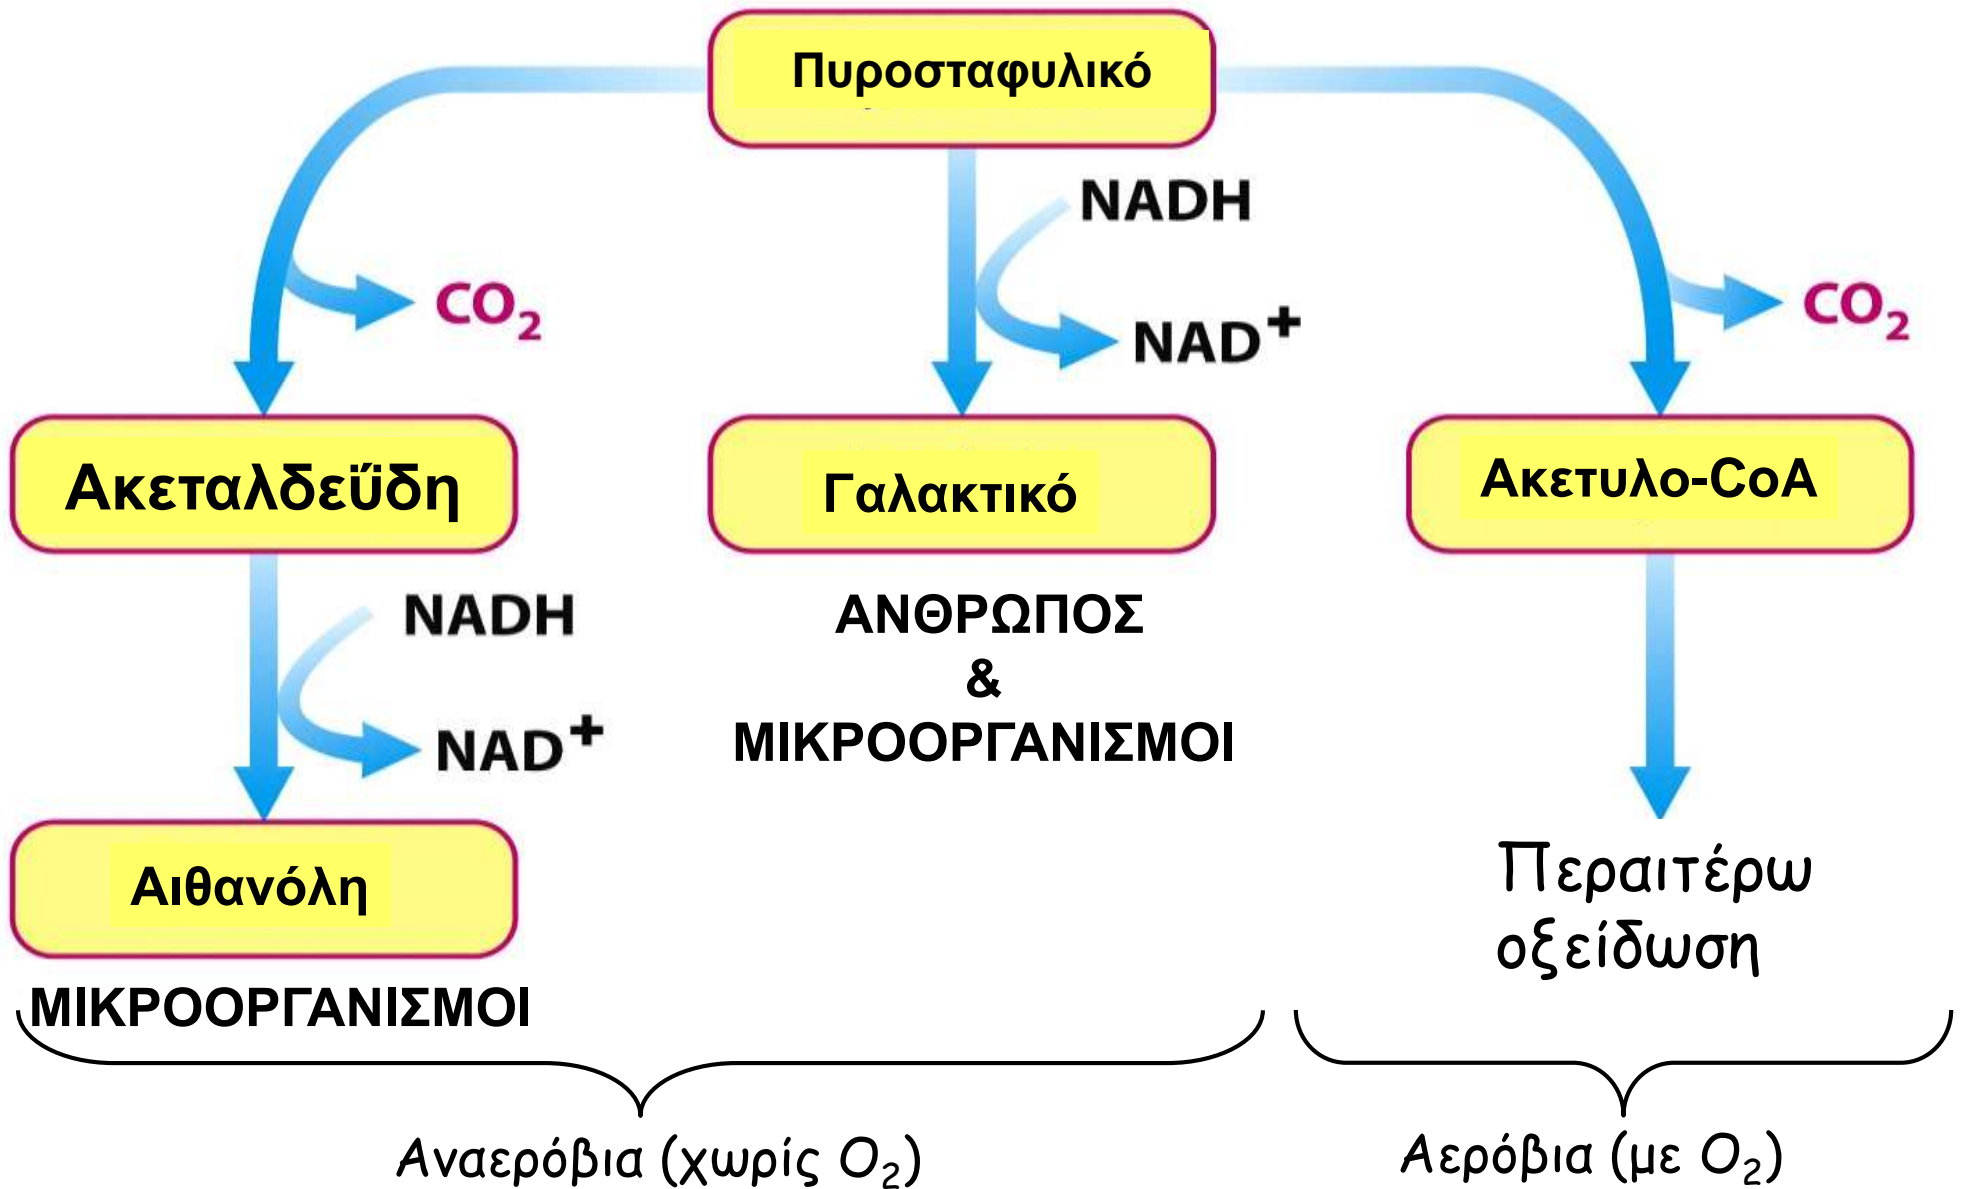 Πυροσταφυλικό
NADH
CO₂
NAD⁺
CO₂
Ακεταλδεΰδη
Γαλακτικό
Ακετυλο-CoA
NADH
NAD⁺
ΑΝΘΡΩΠΟΣ
&
ΜΙΚΡΟΟΡΓΑΝΙΣΜΟΙ
Αιθανόλη
ΜΙΚΡΟΟΡΓΑΝΙΣΜΟΙ
Περαιτέρω
οξείδωση
Αναερόβια (χωρίς O₂)
Αερόβια (με O₂)